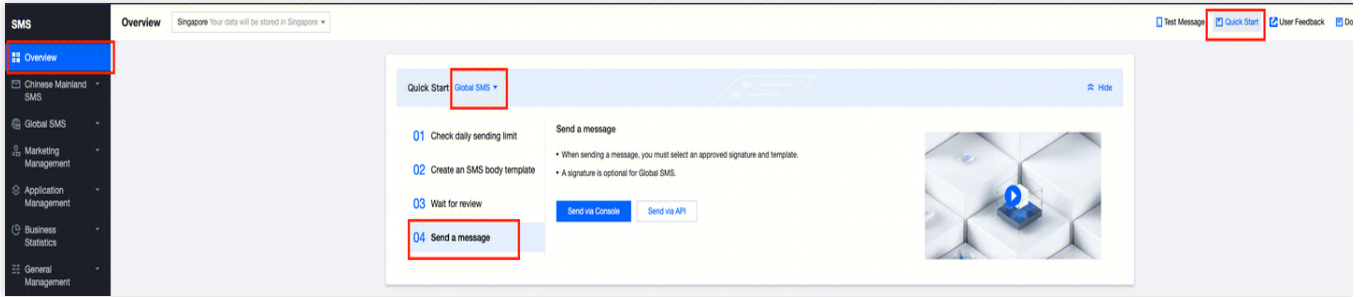 SMS
Overview
Singapore Your data will be stored in Singapore
Test Message
Quick Start
User Feedback
Overview
Chinese Mainland
SMS
Global SMS
Marketing
Management
Application
Management
Business
Statistics
General
Management
Quick Start Global SMS
Hide
01 Check daily sending limit
02 Create an SMS body template
03 Wait for review
04 Send a message
Send a message
• When sending a message, you must select an approved signature and template.
• A signature is optional for Global SMS.
Send via Console
Send via API